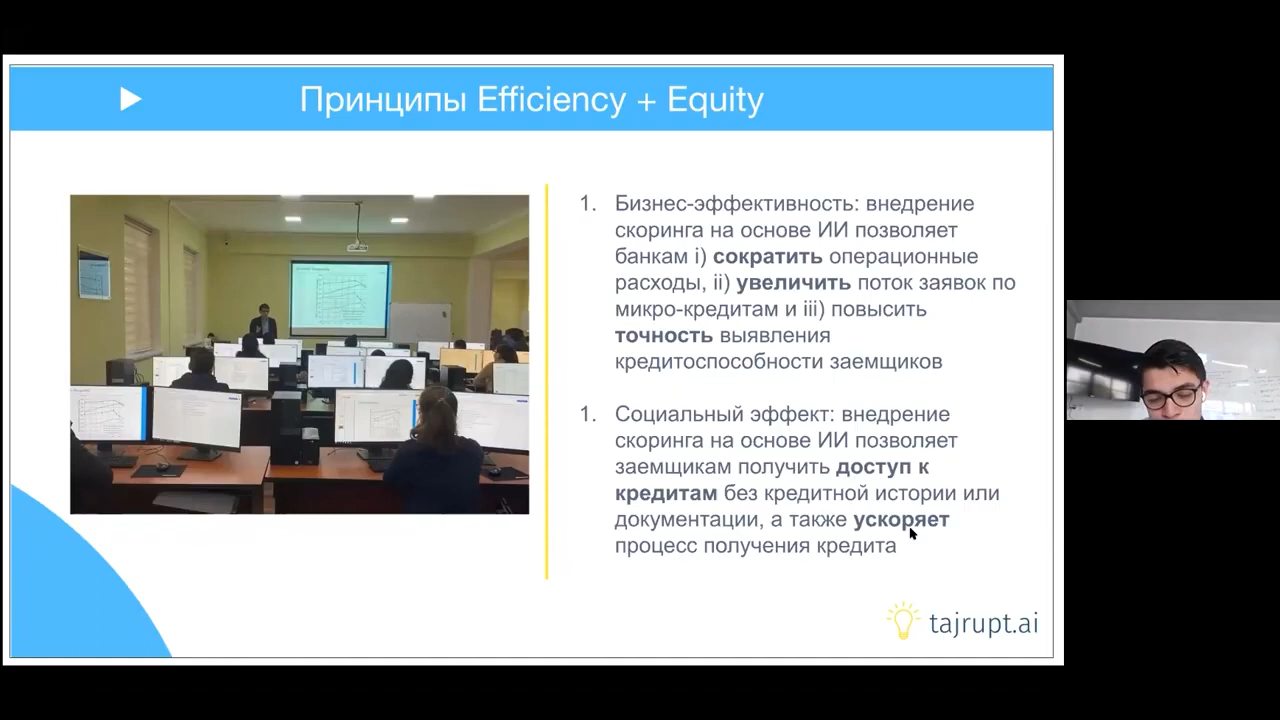 Принципы Efficiency + Equity
1. Бизнес-эффективность: внедрение
скоринга на основе ИИ позволяет
банкам i) сократить операционные
расходы, ii) увеличить поток заявок по
микро-кредитам и iii) повысить
точность выявления
кредитоспособности заемщиков
1. Социальный эффект: внедрение
скоринга на основе ИИ позволяет
заемщикам получить доступ к
кредитам без кредитной истории или
документации, а также ускоряет
процесс получения кредита
tajrupt.ai